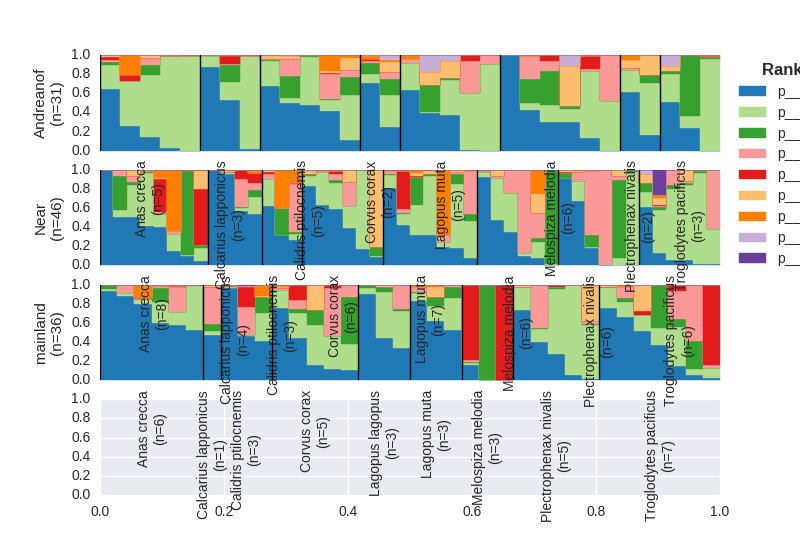 Rank
p__
p__
p__
p__
p__
p__
p__
p__
p__
Andreanof
(n=31)
1.0
0.8
0.6
0.4
0.2
0.0
Anas crecca
(n=5)
Calcarius lapponicus
(n=3)
Calidris ptilocnemis
(n=5)
Corvus corax
(n=2)
Lagopus muta
(n=5)
Melospiza melodia
(n=6)
Plectrophenax nivalis
(n=2)
Troglodytes pacificus
(n=3)
Near
(n=46)
1.0
0.8
0.6
0.4
0.2
0.0
Anas crecca
(n=8)
Calcarius lapponicus
(n=4)
Calidris ptilocnemis
(n=3)
Corvus corax
(n=6)
Lagopus muta
(n=7)
Melospiza melodia
(n=6)
Plectrophenax nivalis
(n=6)
Troglodytes pacificus
(n=6)
mainland
(n=36)
1.0
0.8
0.6
0.4
0.2
0.0
Anas crecca
(n=6)
Calcarius lapponicus
(n=1)
Calidris ptilocnemis
(n=3)
Corvus corax
(n=5)
Lagopus lagopus
(n=3)
Lagopus muta
(n=3)
Melospiza melodia
(n=3)
Plectrophenax nivalis
(n=5)
Troglodytes pacificus
(n=7)
1.0
0.8
0.6
0.4
0.2
0.0
0.0
0.2
0.4
0.6
0.8
1.0